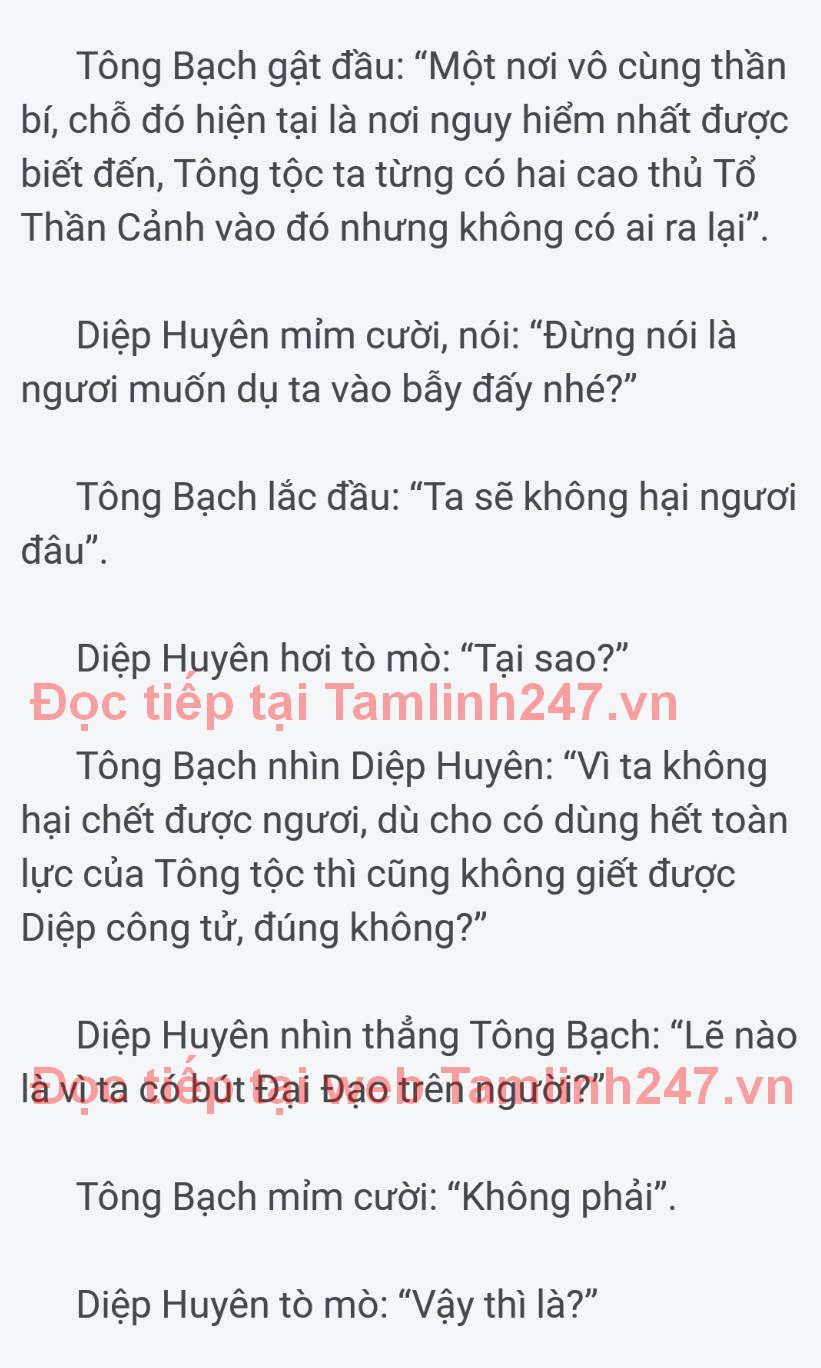 Tông Bạch gật đầu: “Một nơi vô cùng thần
bí, chỗ đó hiện tại là nơi nguy hiểm nhất được
biết đến, Tông tộc ta từng có hai cao thủ Tổ
Thần Cảnh vào đó nhưng không có ai ra lại”.
Diệp Huyên mỉm cười, nói: “Đừng nói là
ngươi muốn dụ ta vào bẫy đấy nhé?”
Tông Bạch lắc đầu: “Ta sẽ không hại ngươi
đâu”.
Diệp Huyên hơi tò mò: “Tại sao?”
Đọc tiếp tại Tamlinh247.vn
Tông Bạch nhìn Diệp Huyên: “Vì ta không
hại chết được ngươi, dù cho có dùng hết toàn
lực của Tông tộc thì cũng không giết được
Diệp công tử, đúng không?”
Diệp Huyên nhìn thẳng Tông Bạch: “Lẽ nào
là vì ta có bút Đại Đạo trên người?”
Đọc tiếp tại web Tamlinh247.vn
Tông Bạch mỉm cười: “Không phải”.
Diệp Huyên tò mò: “Vậy thì là?”